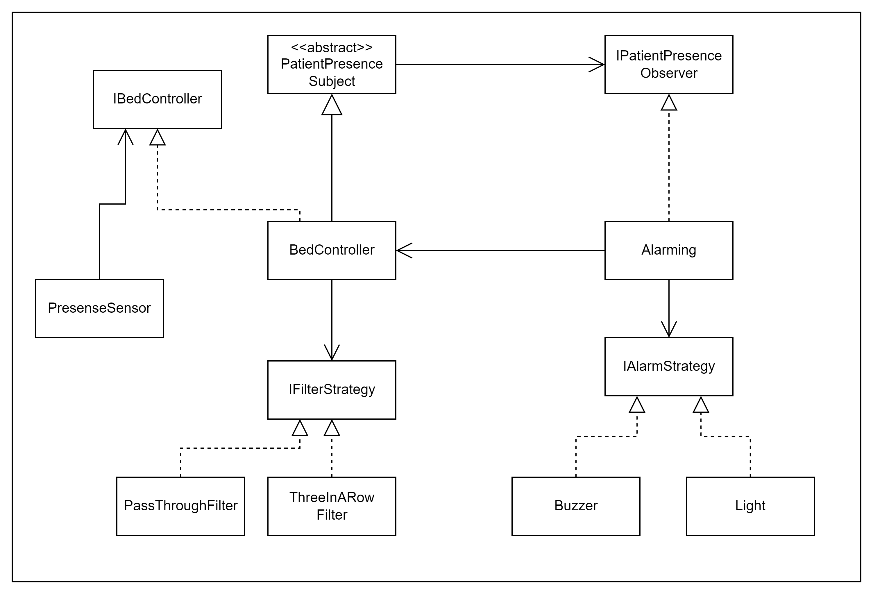 <<abstract>>
PatientPresence
Subject
IPatientPresence
Observer
IBedController
BedController
Alarming
PresenseSensor
IFilterStrategy
IAlarmStrategy
PassThroughFilter
ThreeInARow
Filter
Buzzer
Light